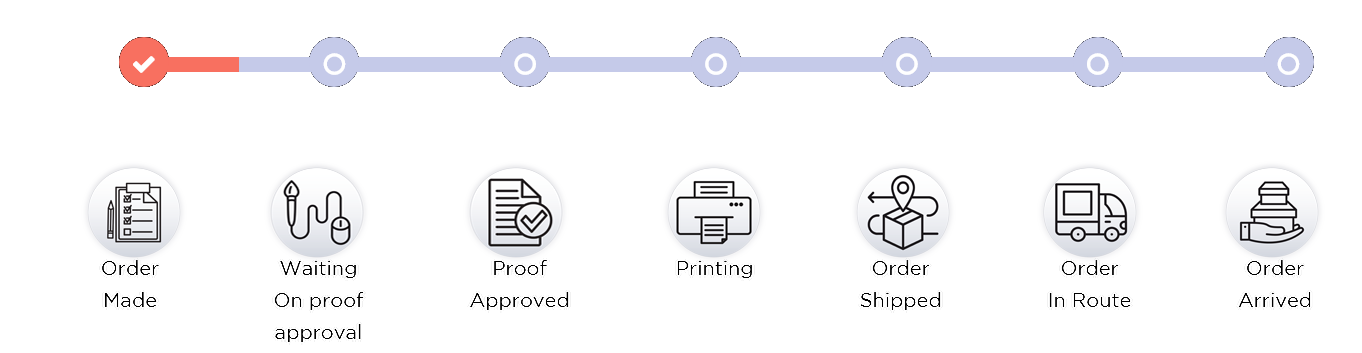 Order
Made
Waiting
On proof
approval
Proof
Approved
Printing
Order
Shipped
Order
In Route
Order
Arrived